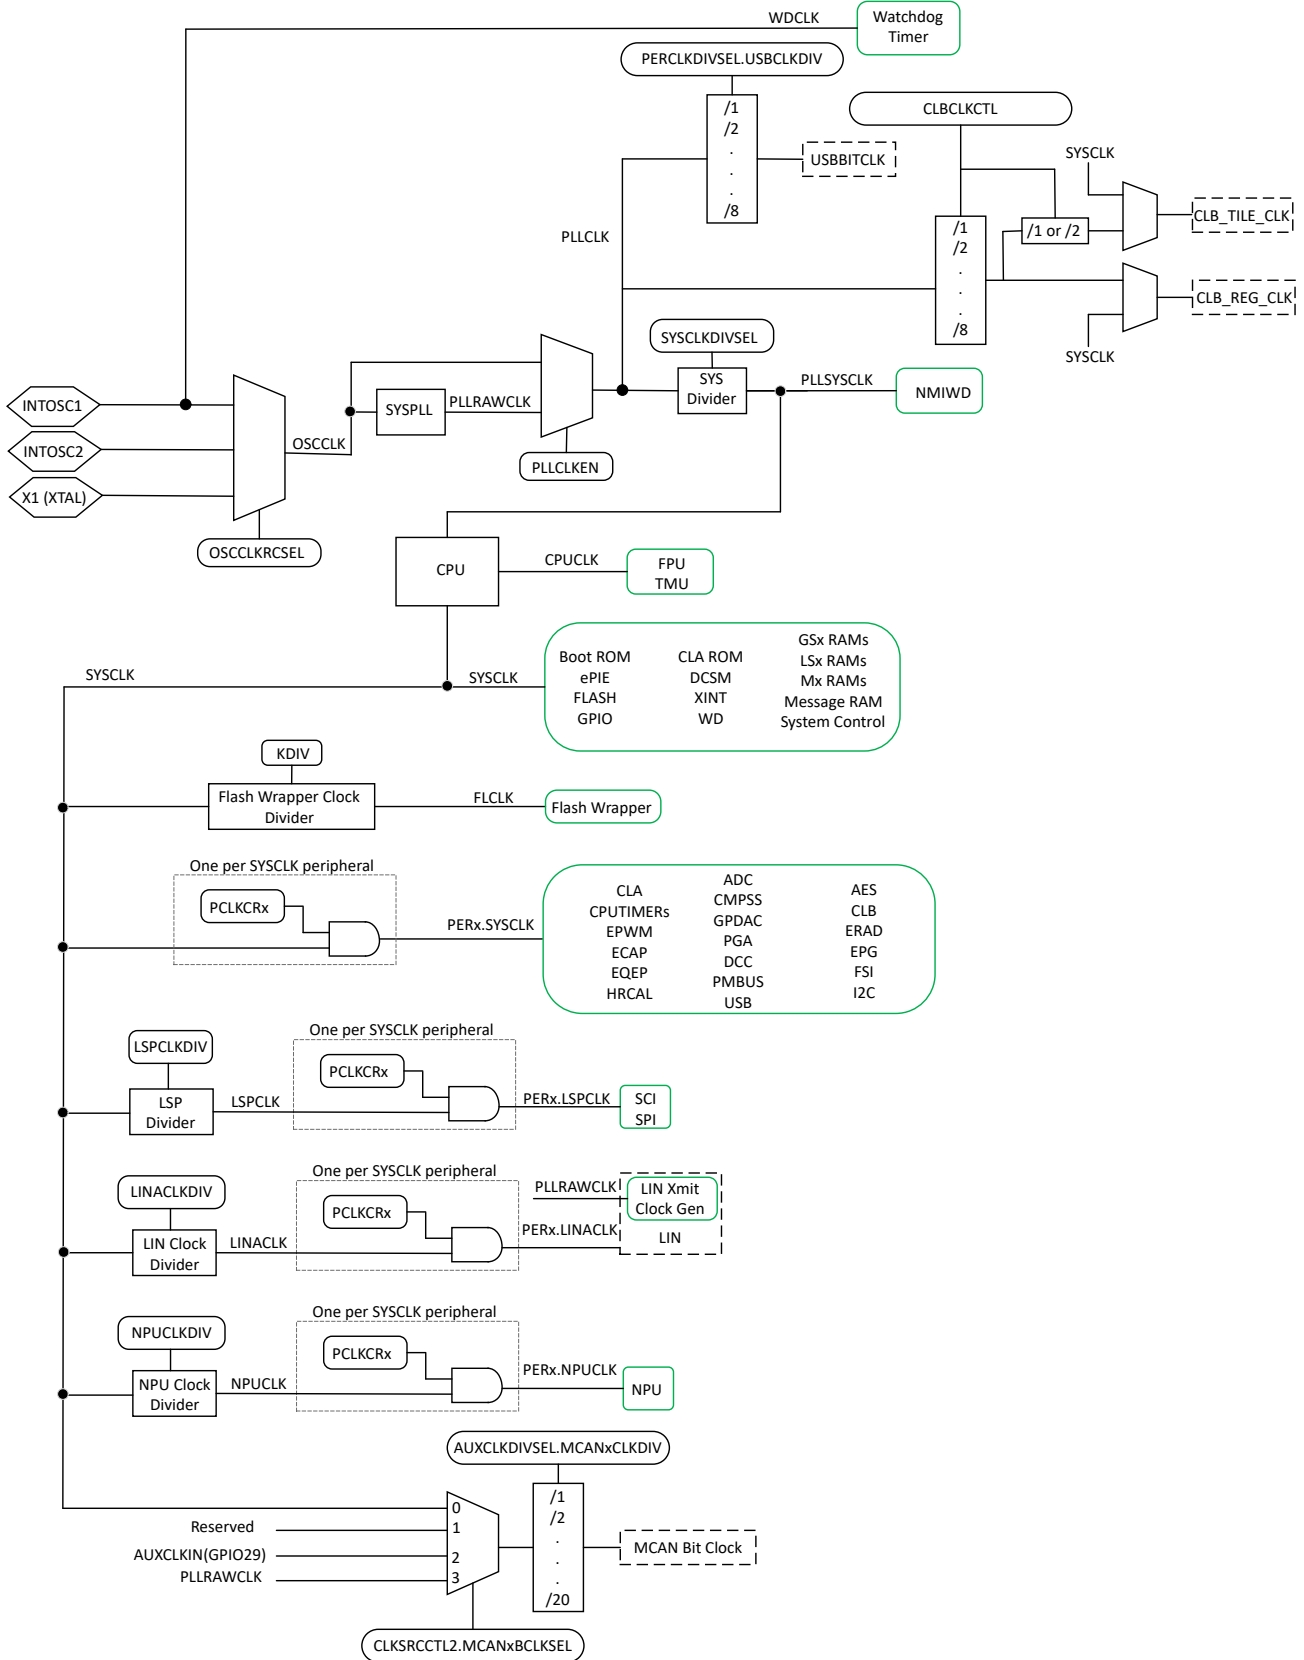 WDCLK
Watchdog
Timer
PERCLKDIVSEL.USBCLKDIV
/1
/2
.
.
.
/8
USBBITCLK
CLBCLKCTL
SYSCLK
/1
/2
.
.
.
/8
/1 or /2
CLB_TILE_CLK
CLB_REG_CLK
SYSCLK
PLLCLK
SYSCLKDIVSEL
SYS
Divider
PLLSYSCLK
NMIWD
INTOSC1
INTOSC2
X1 (XTAL)
OSCCLK
SYSPLL
PLLRAWCLK
PLLCLKEN
OSCCLKRCSEL
CPU
CPUCLK
FPU
TMU
SYSCLK
SYSCLK
Boot ROM
ePIE
FLASH
GPIO
CLA ROM
DCSM
XINT
WD
GSx RAMs
LSx RAMs
Mx RAMs
Message RAM
System Control
KDIV
Flash Wrapper Clock
Divider
FLCLK
Flash Wrapper
One per SYSCLK peripheral
PCLKCRx
PERx.SYSCLK
CLA
CPUTIMERs
EPWM
ECAP
EQEP
HRCAL
ADC
CMPSS
GPDAC
PGA
DCC
PMBUS
USB
AES
CLB
ERAD
EPG
FSI
I2C
LSPCLKDIV
LSP
Divider
LSPCLK
One per SYSCLK peripheral
PCLKCRx
PERx.LSPCLK
SCI
SPI
LINACLKDIV
LIN Clock
Divider
LINACLK
One per SYSCLK peripheral
PCLKCRx
PLLRAWCLK
PERx.LINACLK
LIN Xmit
Clock Gen
LIN
NPUCLKDIV
NPU Clock
Divider
NPUCLK
One per SYSCLK peripheral
PCLKCRx
PERx.NPUCLK
NPU
AUXCLKDIVSEL.MCANxCLKDIV
Reserved
AUXCLKIN(GPIO29)
PLLRAWCLK
0
1
2
3
/1
/2
.
.
.
/20
MCAN Bit Clock
CLKSRCCTL2.MCANxBCLKSEL